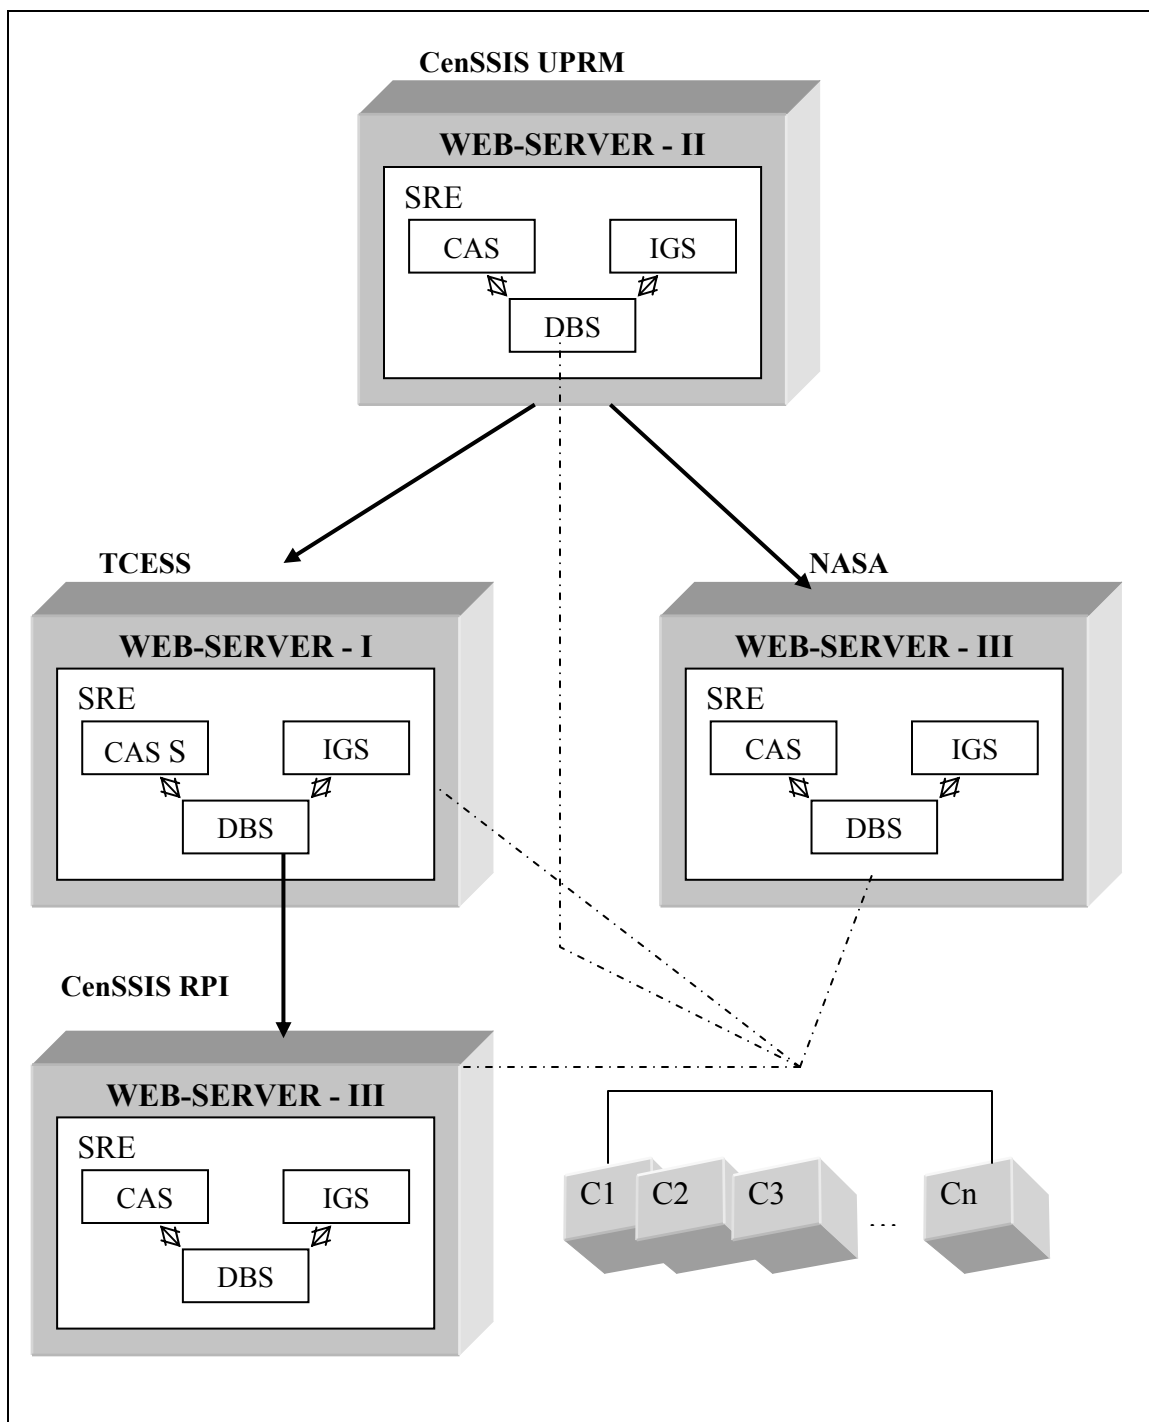 CenSSIS UPRM
WEB-SERVER - II
SRE
CAS
IGS
DBS
TCESS
NASA
WEB-SERVER - I
SRE
CAS S
IGS
DBS
WEB-SERVER - III
SRE
CAS
IGS
DBS
CenSSIS RPI
WEB-SERVER - III
SRE
CAS
IGS
DBS
C1
C2
C3
...
Cn